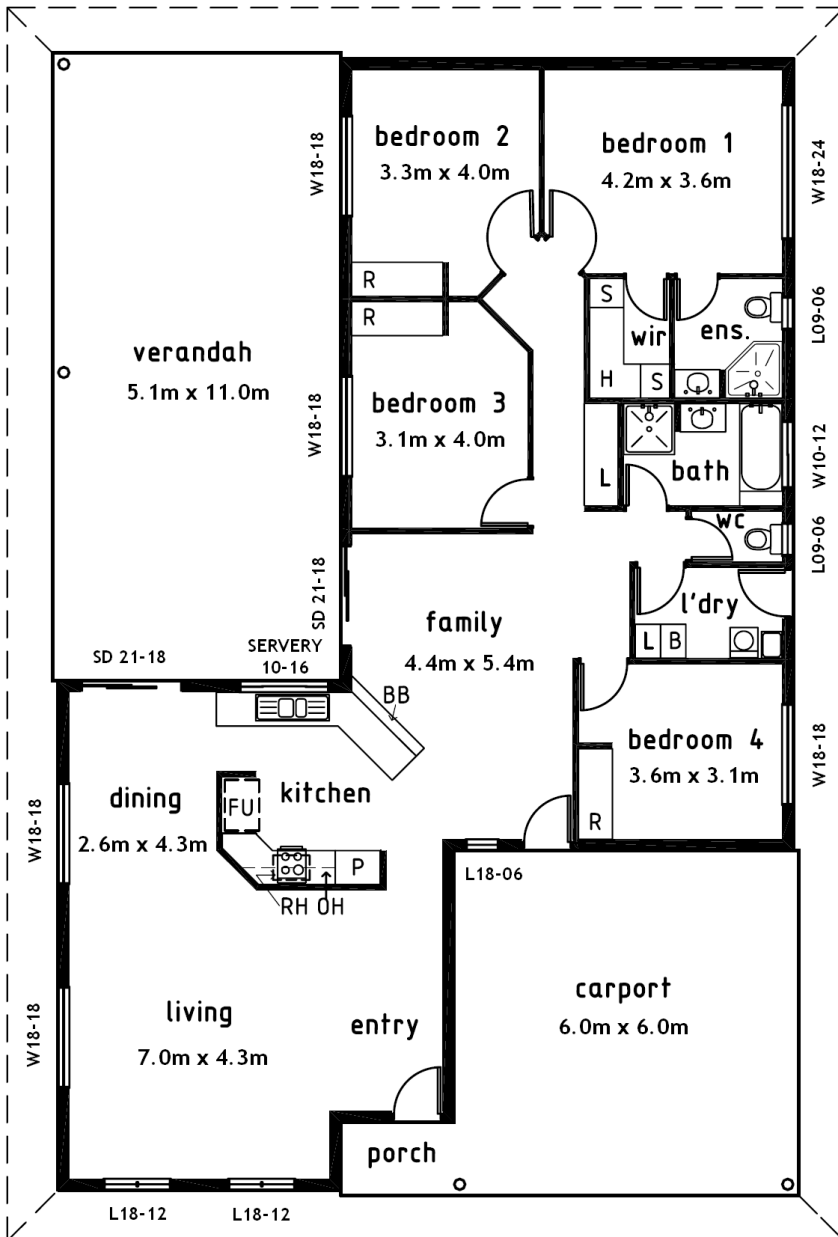 bedroom 2
3.3m x 4.0m
bedroom 1
4.2m x 3.6m
W18-18
W18-24
R
R
S
wir
H
S
ens.
L09-06
verandah
5.1m x 11.0m
W18-18
bedroom 3
3.1m x 4.0m
L
bath
W10-12
wc
L09-06
l'dry
L
B
SD 21-18
SD 21-18
SERVERY
10-16
family
4.4m x 5.4m
BB
bedroom 4
3.6m x 3.1m
R
W18-18
dining
2.6m x 4.3m
W18-18
FU
kitchen
P
RH OH
L18-06
living
7.0m x 4.3m
W18-18
entry
carport
6.0m x 6.0m
porch
L18-12
L18-12